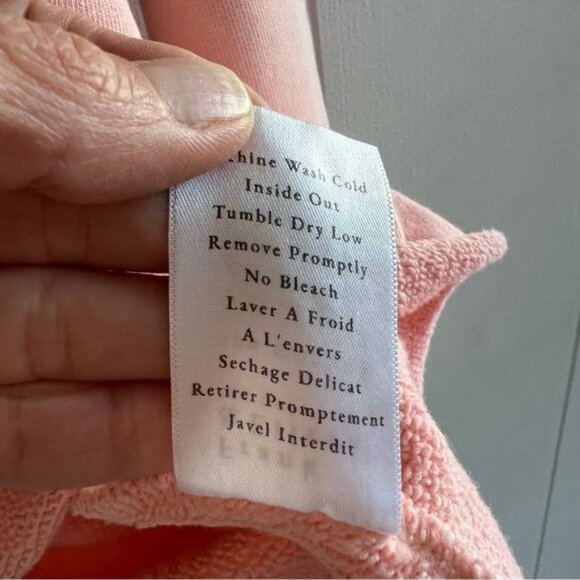 chine Wash Cold
Inside Out
Tumble Dry Low
Remove Promptly
No Bleach
Laver A Froid
A L'envers
Sechage Delicat
Retirer Promptement
Javel Interdit